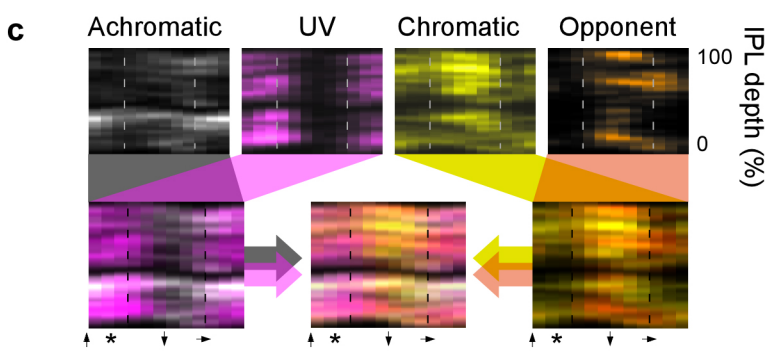 c
Achromatic UV Chromatic Opponent
100
0
IPL depth (%)
* * *